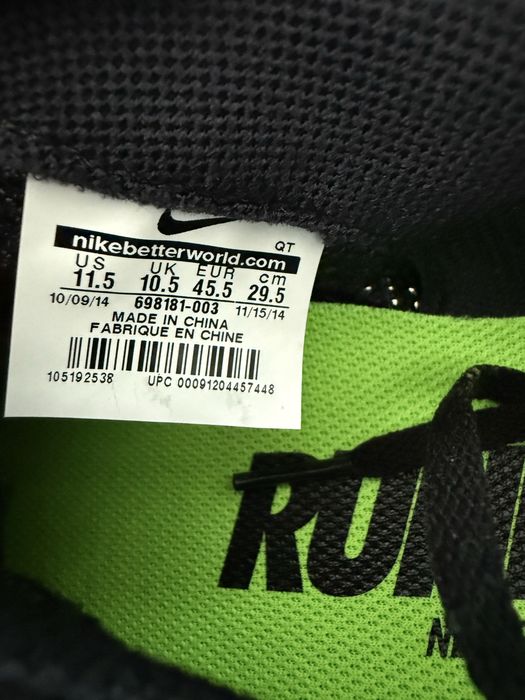 QT
nikebetterworld.com
US UK EUR cm
11.5 10.5 45.5 29.5
10/09/14 698181-003 11/15/14
MADE IN CHINA
FABRIQUE EN CHINE
105192538 UPC 00091204457448